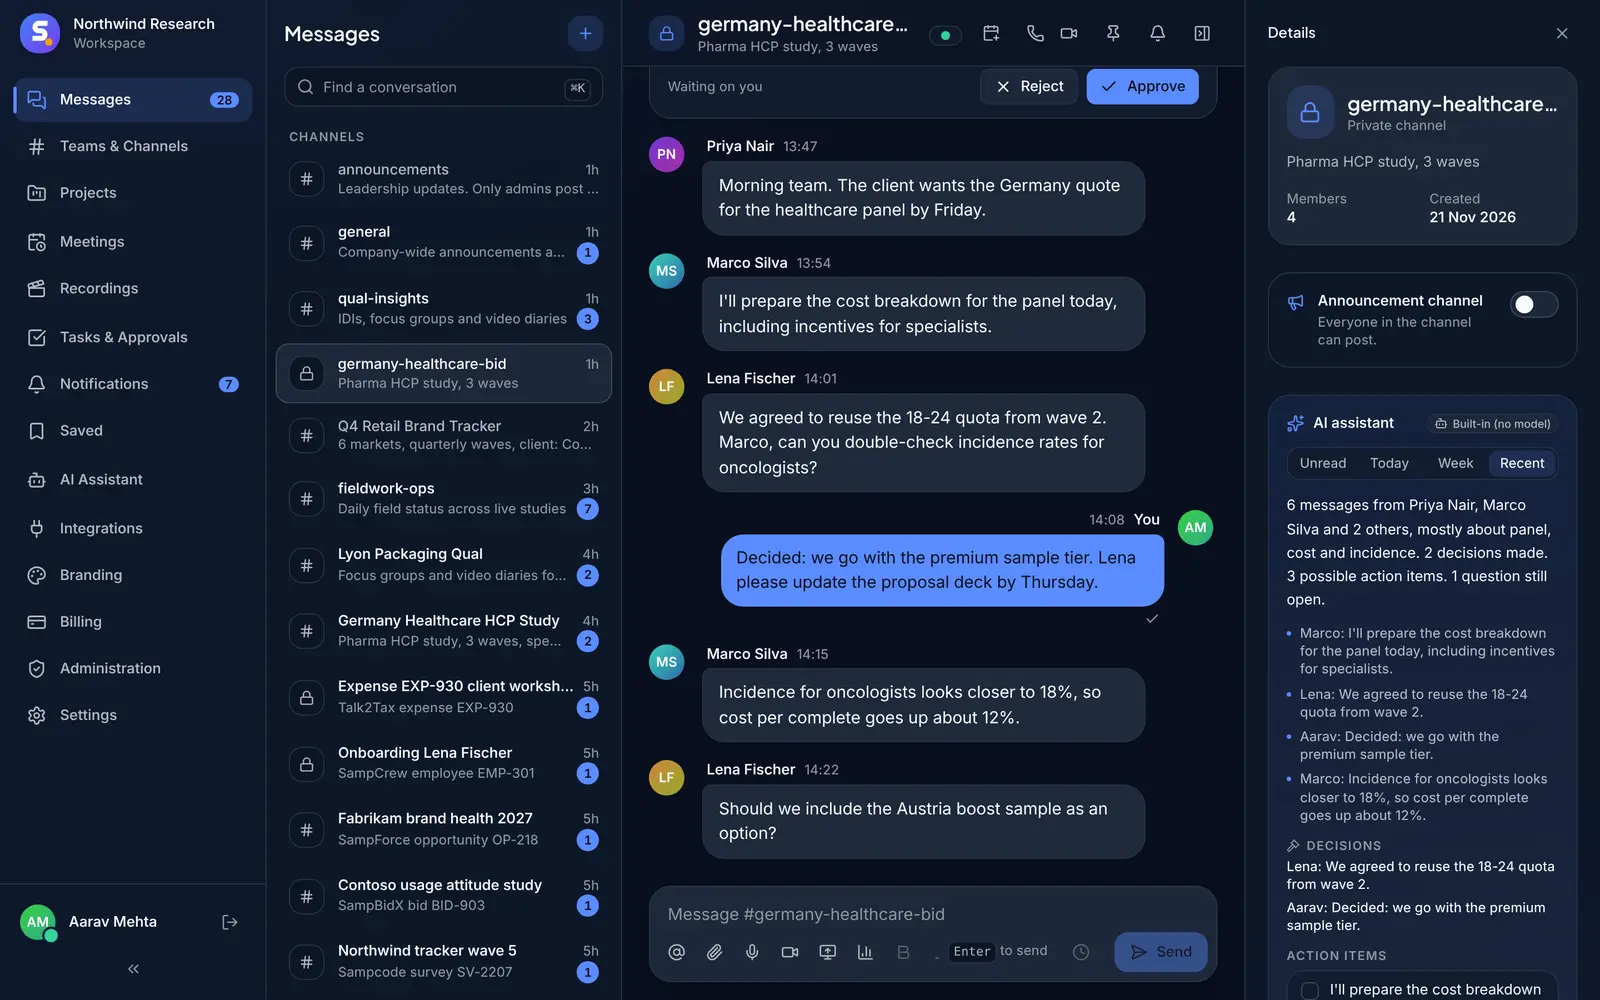 Northwind Research
Workspace
Messages
28
Teams & Channels
Projects
Meetings
Recordings
Tasks & Approvals
Notifications
7
Saved
AI Assistant
Integrations
Branding
Billing
Administration
Settings
AM
Aarav Mehta
Messages
Find a conversation
⌘K
CHANNELS
announcements
1h
Leadership updates. Only admins post ...
general
1h
Company-wide announcements a...
1
qual-insights
1h
IDIs, focus groups and video diaries
3
germany-healthcare-bid
1h
Pharma HCP study, 3 waves
Q4 Retail Brand Tracker
2h
6 markets, quarterly waves, client: Co...
fieldwork-ops
3h
Daily field status across live studies
7
Lyon Packaging Qual
4h
Focus groups and video diaries fo...
2
Germany Healthcare HCP Study
4h
Pharma HCP study, 3 waves, spe...
2
Expense EXP-930 client worksh...
5h
Talk2Tax expense EXP-930
1
Onboarding Lena Fischer
5h
SampCrew employee EMP-301
1
Fabrikam brand health 2027
5h
SampForce opportunity OP-218
1
Contoso usage attitude study
5h
SampBidX bid BID-903
1
Northwind tracker wave 5
5h
Sampcode survey SV-2207
1
germany-healthcare...
Pharma HCP study, 3 waves
Waiting on you
Reject
Approve
PN
Priya Nair 13:47
Morning team. The client wants the Germany quote
for the healthcare panel by Friday.
MS
Marco Silva 13:54
I'll prepare the cost breakdown for the panel today,
including incentives for specialists.
LF
Lena Fischer 14:01
We agreed to reuse the 18-24 quota from wave 2.
Marco, can you double-check incidence rates for
oncologists?
14:08 You
AM
Decided: we go with the premium sample tier. Lena
please update the proposal deck by Thursday.
MS
Marco Silva 14:15
Incidence for oncologists looks closer to 18%, so
cost per complete goes up about 12%.
LF
Lena Fischer 14:22
Should we include the Austria boost sample as an
option?
Message #germany-healthcare-bid
Enter to send
Send
Details
germany-healthcare...
Private channel
Pharma HCP study, 3 waves
Members
Created
4
21 Nov 2026
Announcement channel
Everyone in the channel
can post.
AI assistant
Built-in (no model)
Unread
Today
Week
Recent
6 messages from Priya Nair, Marco
Silva and 2 others, mostly about panel,
cost and incidence. 2 decisions made.
3 possible action items. 1 question still
open.
Marco: I'll prepare the cost breakdown
for the panel today, including incentives
for specialists.
Lena: We agreed to reuse the 18-24
quota from wave 2.
Aarav: Decided: we go with the
premium sample tier.
Marco: Incidence for oncologists looks
closer to 18%, so cost per complete
goes up about 12%.
DECISIONS
Lena: We agreed to reuse the 18-24 quota
from wave 2.
Aarav: Decided: we go with the premium
sample tier.
ACTION ITEMS
I'll prepare the cost breakdown